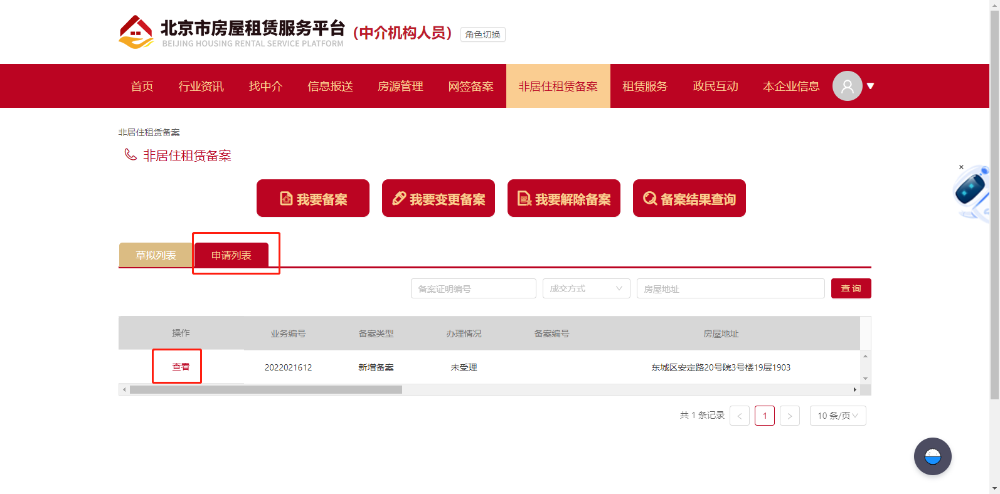 北京市房屋租赁服务平台
(中介机构人员)
角色切换
BEIJING HOUSING RENTAL SERVICE PLATFORM
首页 行业资讯 找中介 信息报送 房源管理 网签备案 非居住租赁备案 租赁服务 政民互动 本企业信息
非居住租赁备案
非居住租赁备案
我要备案 我要变更备案 我要解除备案 备案结果查询
草拟列表 申请列表
备案证明编号 成交方式 房屋地址 查 询
操作 业务编号 备案类型 办理情况 备案编号 房屋地址
查看 2022021612 新增备案 未受理 东城区安定路20号院3号楼19层1903
共 1 条记录 < 1 > 10 条/页